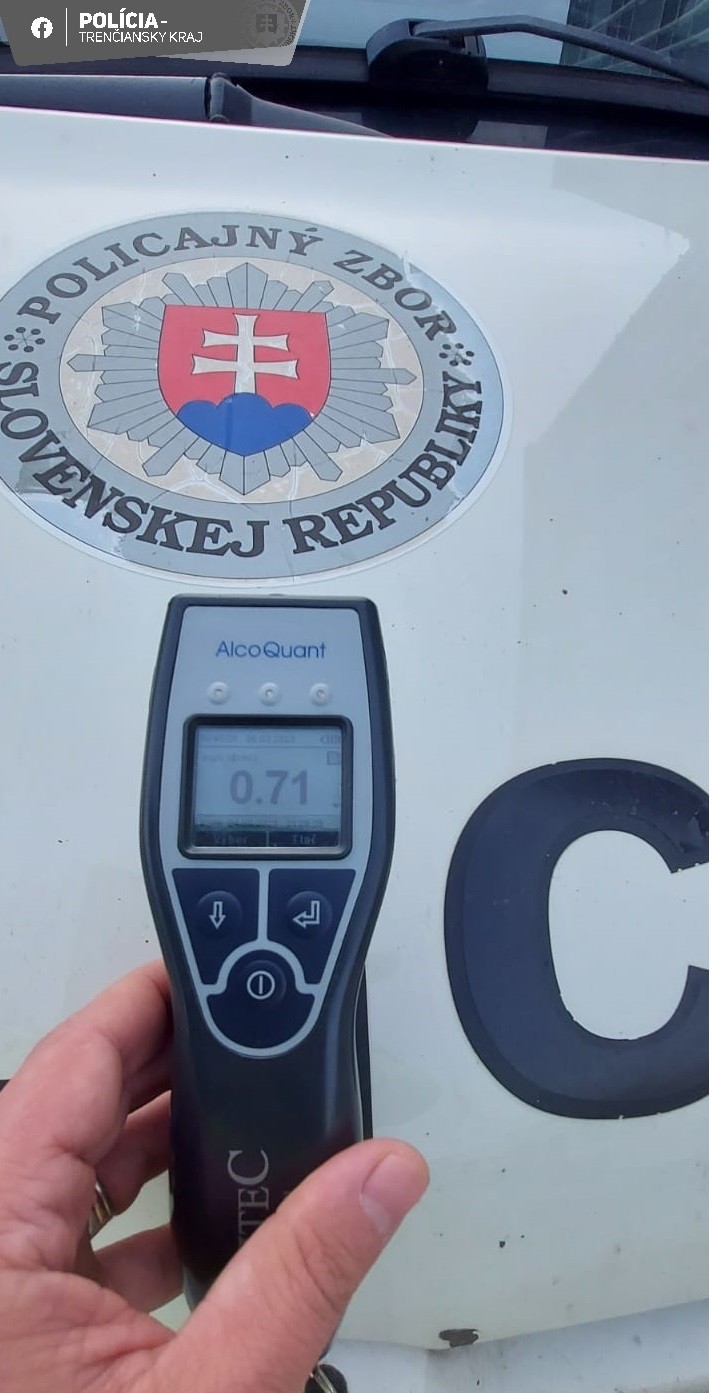 POLÍCIA-
TRENČIANSKY KRAJ
POLICAJNÝ ZBOR
SLOVENSKEJ REPUBLIKY
AlcoQuant
0.71
Výber Tlač
C